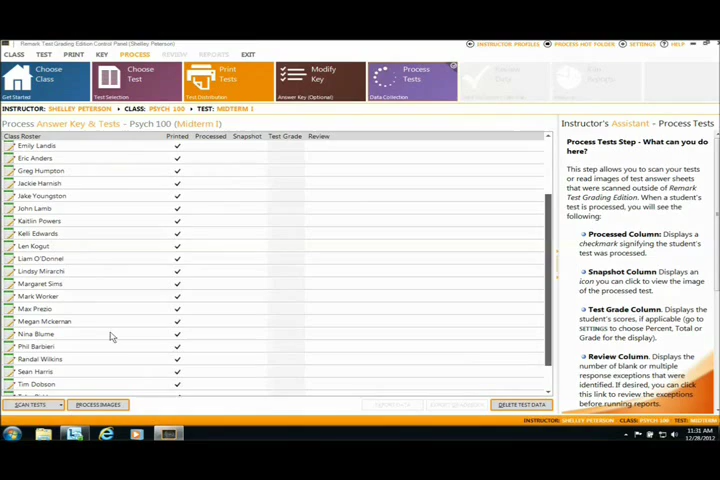 Remark Test Grading Edition Control Panel (Shelley Peterson)
INSTRUCTOR PROFILES PROCESS HOT FOLDER SETTINGS HELP
CLASS TEST PRINT KEY PROCESS REVIEW REPORTS EXIT
Choose Class
Get Started
Choose Test
Test Selection
Print Tests
Test Distribution
Modify Key
Answer Key (Optional)
Process Tests
Data Collection
INSTRUCTOR: SHELLEY PETERSON CLASS: PSYCH 100 TEST: MIDTERM I
Process Answer Key & Tests - Psych 100 (Midterm I)
Class Roster Printed Processed Snapshot Test Grade Review
Emily Landis
Eric Anders
Greg Humpton
Jackie Harnish
Jake Youngston
John Lamb
Kaitlin Powers
Kelli Edwards
Len Kogut
Liam O'Donnel
Lindsy Mirarchi
Margaret Sims
Mark Worker
Max Prezio
Megan Mckernan
Nina Blume
Phil Barbieri
Randal Wilkins
Sean Harris
Tim Dobson
SCAN TESTS PROCESS IMAGES DELETE TEST DATA
Instructor's Assistant - Process Tests
Process Tests Step - What can you do
here?
This step allows you to scan your tests
or read images of test answer sheets
that were scanned outside of Remark
Test Grading Edition. When a student's
test is processed, you will see the
following:
Processed Column: Displays a
checkmark signifying the student's
test was processed.
Snapshot Column Displays an
icon you can click to view the image
of the processed test.
Test Grade Column. Displays the
student's scores, if applicable (go to
SETTINGS to choose Percent, Total or
Grade for the display).
Review Column. Displays the
number of blank or multiple
response exceptions that were
identified. If desired, you can click
this link to review the exceptions
before running reports.
INSTRUCTOR: SHELLEY PETERSON CLASS: PSYCH 100 TEST: MIDTERM
11:31 AM
12/28/2012